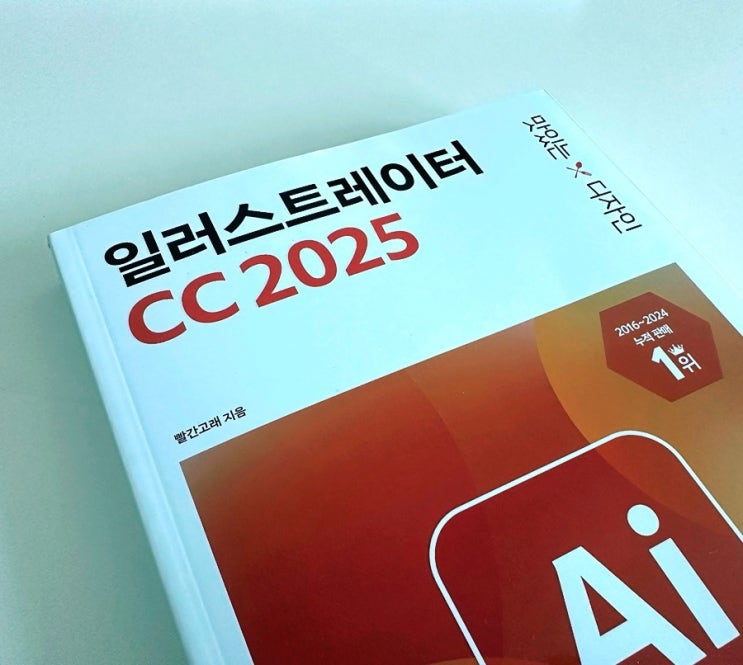 맛있는 디자인
일러스트레이터
CC 2025
빨간고래 지음
2016~2024
누적 판매
1위
Ai